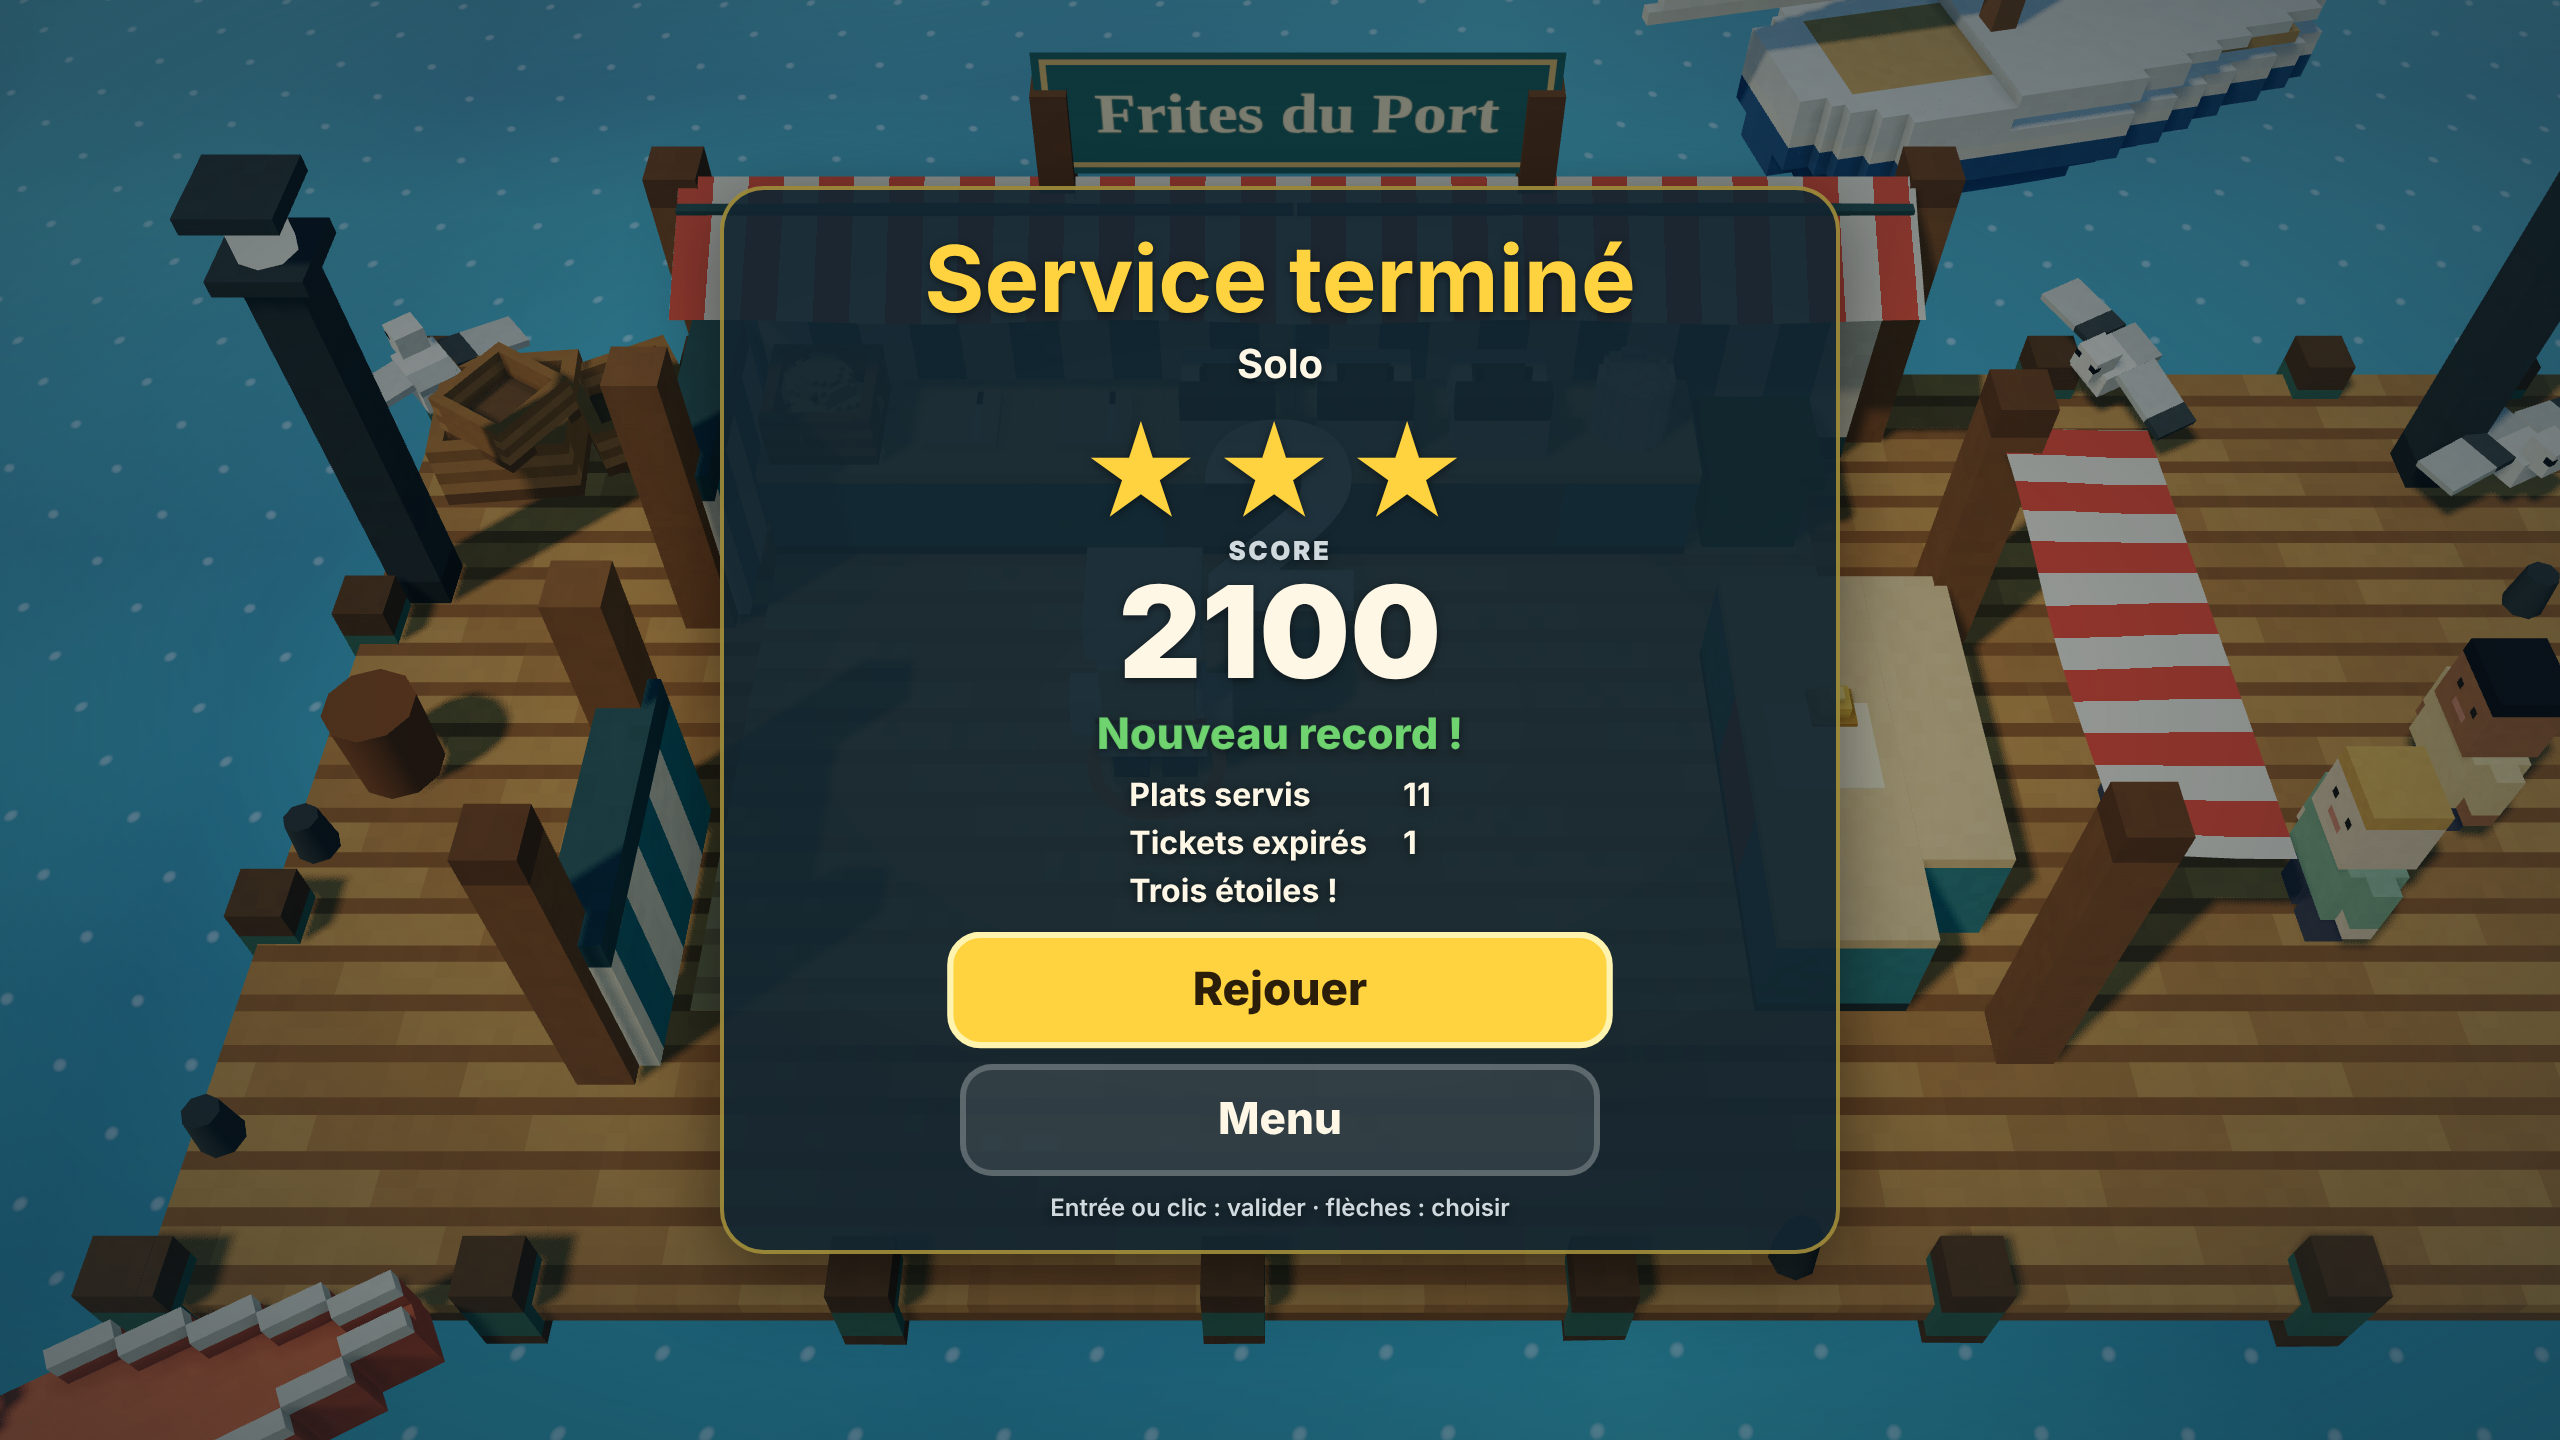 Frites du Port
Service terminé
Solo
SCORE
2100
Nouveau record !
Plats servis 11
Tickets expirés 1
Trois étoiles !
Rejouer
Menu
Entrée ou clic : valider · flèches : choisir